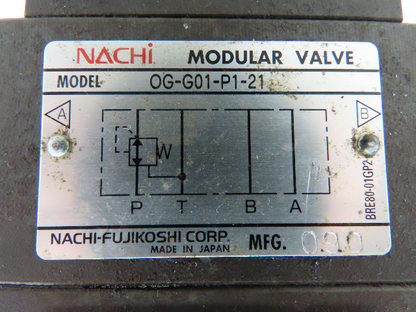 NACHi MODULAR VALVE
MODEL OG-G01-P1-21
A B
P T B A
BRE80-01GP2
NACHI-FUJIKOSHI CORP.
MADE IN JAPAN
MFG.